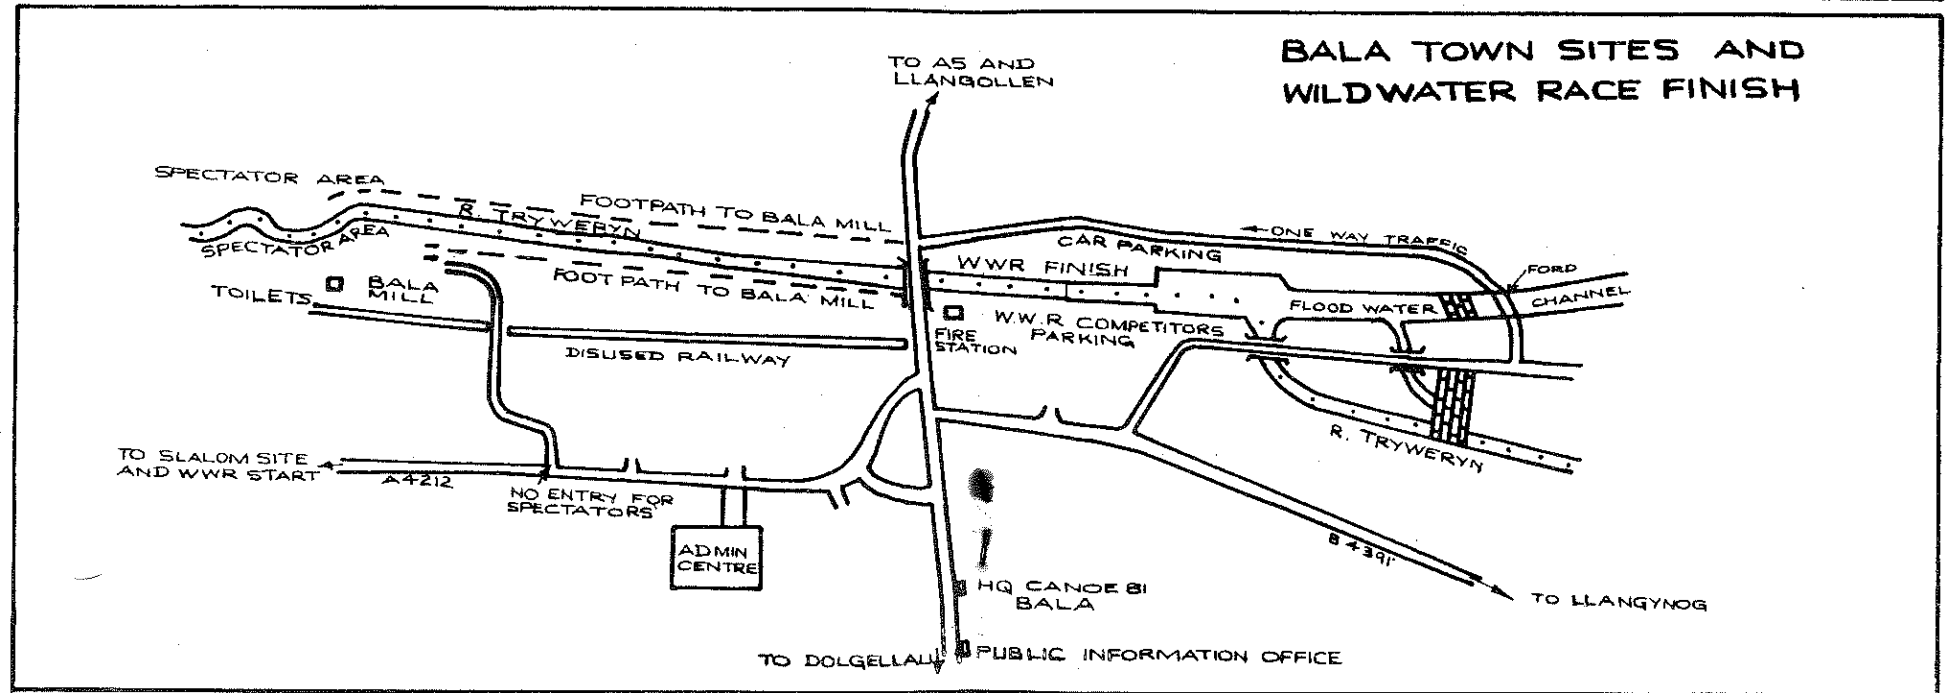 BALA TOWN SITES AND
WILDWATER RACE FINISH
TO A5 AND
LLANGOLLEN
SPECTATOR AREA
FOOTPATH TO BALA MILL
R. TRYWERYN
SPECTATOR AREA
ONE WAY TRAFFIC
CAR PARKING
WWR FINISH
FORD
FOOT PATH TO BALA MILL
BALA
MILL
TOILETS
FLOOD WATER
CHANNEL
W.W.R COMPETITORS
PARKING
FIRE
STATION
DISUSED RAILWAY
R. TRYWERYN
TO SLALOM SITE
AND WWR START
A4212
NO ENTRY FOR
SPECTATORS
ADMIN
CENTRE
B 4391
HQ CANOE 81
BALA
TO LLANGYNOG
TO DOLGELLAU
PUBLIC INFORMATION OFFICE